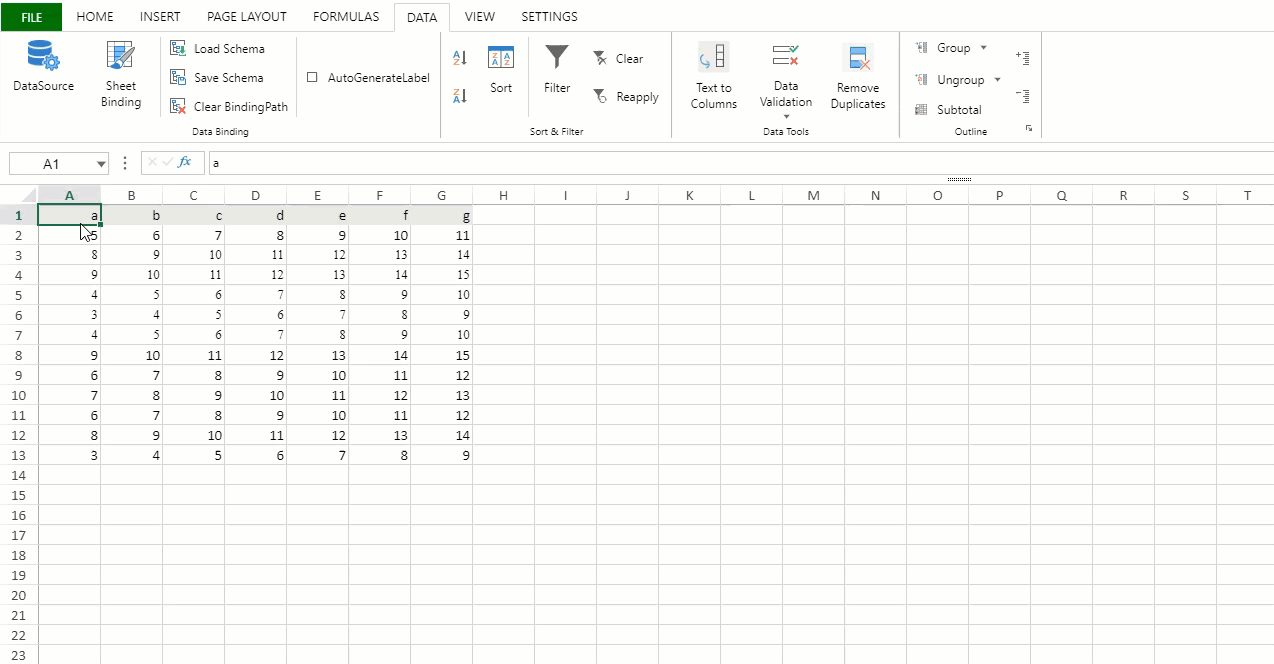 FILE HOME INSERT PAGE LAYOUT FORMULAS DATA VIEW SETTINGS
DataSource
Sheet Binding
Load Schema
Save Schema
Clear BindingPath
AutoGenerateLabel
Data Binding
A Z
Z A
Sort
Filter
Clear
Reapply
Sort & Filter
Text to Columns
Data Validation
Remove Duplicates
Data Tools
Group
Ungroup
Subtotal
Outline
A1 fx a
A B C D E F G H I J K L M N O P Q R S T
1 a b c d e f g
2 5 6 7 8 9 10 11
3 8 9 10 11 12 13 14
4 9 10 11 12 13 14 15
5 4 5 6 7 8 9 10
6 3 4 5 6 7 8 9
7 4 5 6 7 8 9 10
8 9 10 11 12 13 14 15
9 6 7 8 9 10 11 12
10 7 8 9 10 11 12 13
11 6 7 8 9 10 11 12
12 8 9 10 11 12 13 14
13 3 4 5 6 7 8 9
14
15
16
17
18
19
20
21
22
23